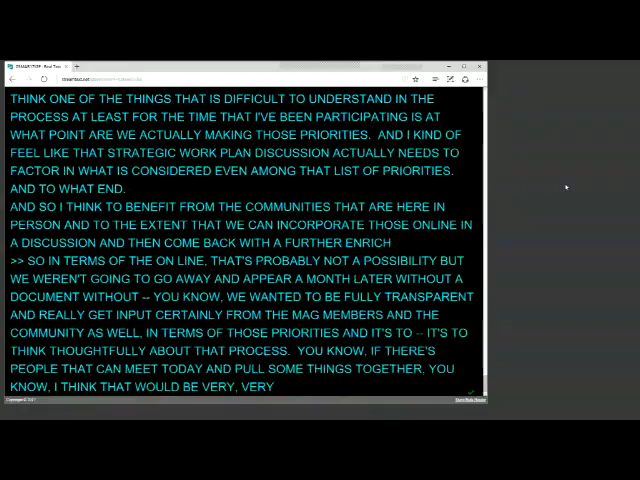 THINK ONE OF THE THINGS THAT IS DIFFICULT TO UNDERSTAND IN THE
PROCESS AT LEAST FOR THE TIME THAT I'VE BEEN PARTICIPATING IS AT
WHAT POINT ARE WE ACTUALLY MAKING THOSE PRIORITIES.  AND I KIND OF
FEEL LIKE THAT STRATEGIC WORK PLAN DISCUSSION ACTUALLY NEEDS TO
FACTOR IN WHAT IS CONSIDERED EVEN AMONG THAT LIST OF PRIORITIES.
AND TO WHAT END.
AND SO I THINK TO BENEFIT FROM THE COMMUNITIES THAT ARE HERE IN
PERSON AND TO THE EXTENT THAT WE CAN INCORPORATE THOSE ONLINE IN
A DISCUSSION AND THEN COME BACK WITH A FURTHER ENRICH
>> SO IN TERMS OF THE ON LINE, THAT'S PROBABLY NOT A POSSIBILITY BUT
WE WEREN'T GOING TO GO AWAY AND APPEAR A MONTH LATER WITHOUT A
DOCUMENT WITHOUT -- YOU KNOW, WE WANTED TO BE FULLY TRANSPARENT
AND REALLY GET INPUT CERTAINLY FROM THE MAG MEMBERS AND THE
COMMUNITY AS WELL, IN TERMS OF THOSE PRIORITIES AND IT'S TO -- IT'S TO
THINK THOUGHTFULLY ABOUT THAT PROCESS.  YOU KNOW, IF THERE'S
PEOPLE THAT CAN MEET TODAY AND PULL SOME THINGS TOGETHER, YOU
KNOW, I THINK THAT WOULD BE VERY, VERY